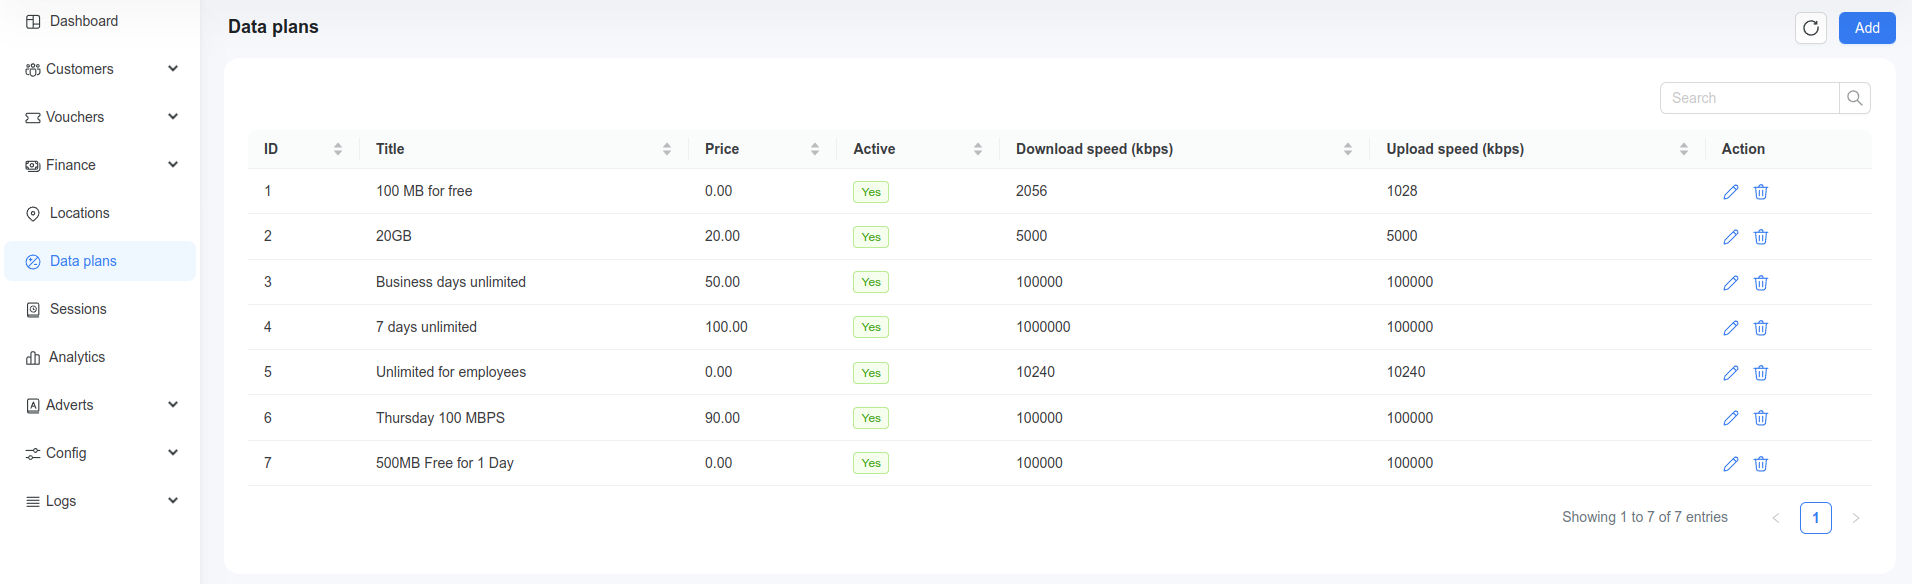 Dashboard
Customers
Vouchers
Finance
Locations
Data plans
Sessions
Analytics
Adverts
Config
Logs
Data plans
Add
Search
ID Title Price Active Download speed (kbps) Upload speed (kbps) Action
1 100 MB for free 0.00 Yes 2056 1028
2 20GB 20.00 Yes 5000 5000
3 Business days unlimited 50.00 Yes 100000 100000
4 7 days unlimited 100.00 Yes 1000000 100000
5 Unlimited for employees 0.00 Yes 10240 10240
6 Thursday 100 MBPS 90.00 Yes 100000 100000
7 500MB Free for 1 Day 0.00 Yes 100000 100000
Showing 1 to 7 of 7 entries < 1 >